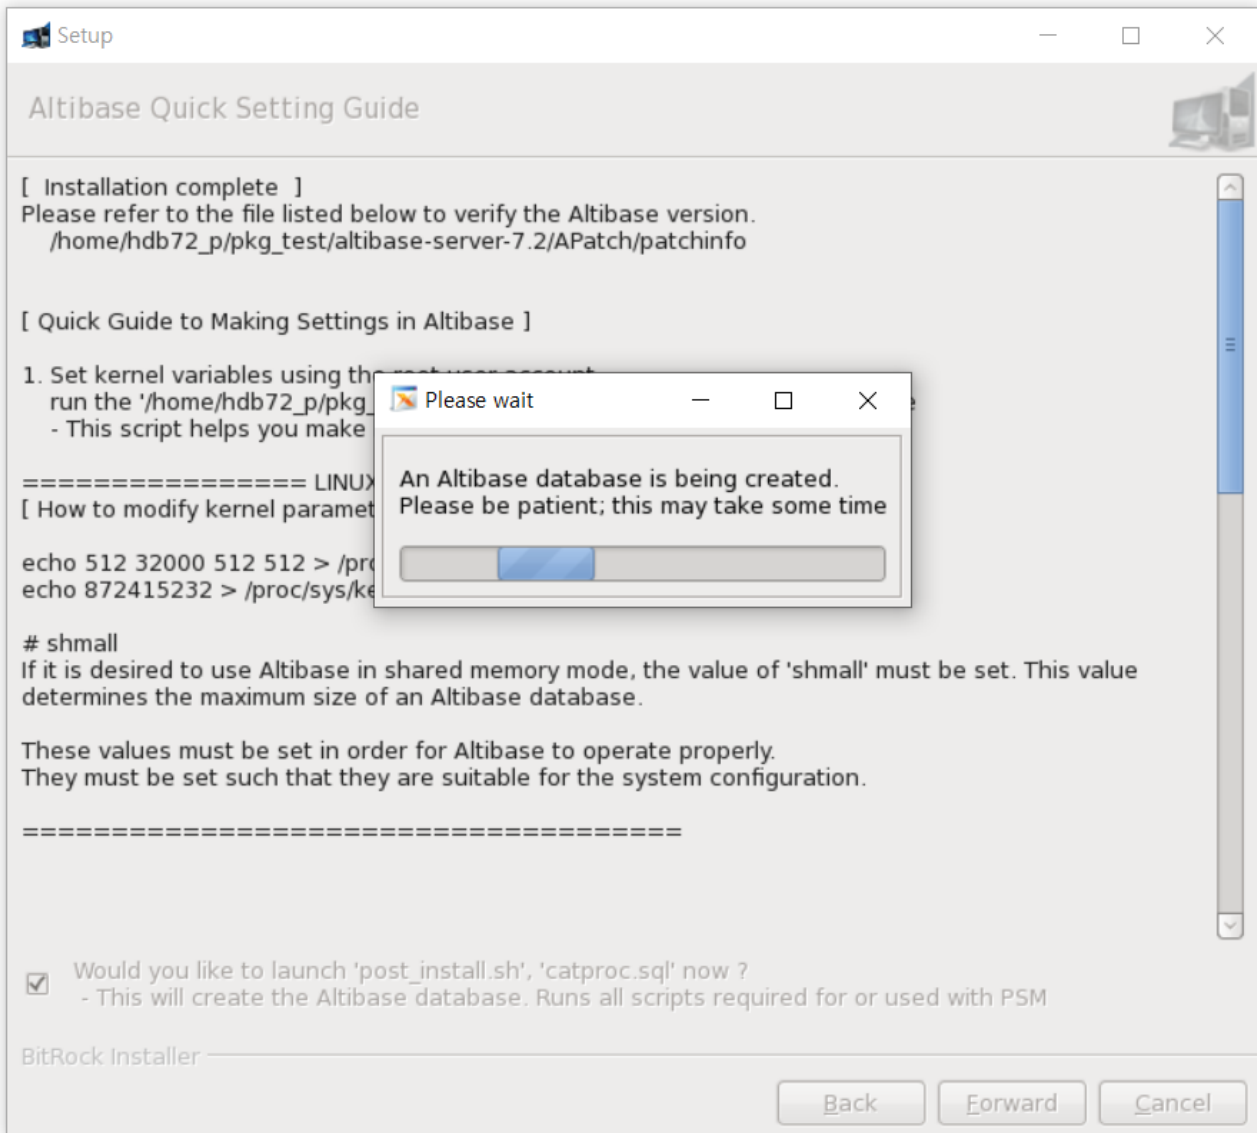 Setup
Altibase Quick Setting Guide
[  Installation complete  ]
Please refer to the file listed below to verify the Altibase version.
/home/hdb72_p/pkg_test/altibase-server-7.2/APatch/patchinfo
[ Quick Guide to Making Settings in Altibase ]
1. Set kernel variables using the root user account
run the '/home/hdb72_p/pkg_
- This script helps you make
================ LINUX
[ How to modify kernel paramet
echo 512 32000 512 512 > /pro
echo 872415232 > /proc/sys/ke
# shmall
If it is desired to use Altibase in shared memory mode, the value of 'shmall' must be set. This value
determines the maximum size of an Altibase database.
These values must be set in order for Altibase to operate properly.
They must be set such that they are suitable for the system configuration.
=====================================
Please wait
An Altibase database is being created.
Please be patient; this may take some time
Would you like to launch 'post_install.sh', 'catproc.sql' now ?
- This will create the Altibase database. Runs all scripts required for or used with PSM
BitRock Installer
Back
Forward
Cancel